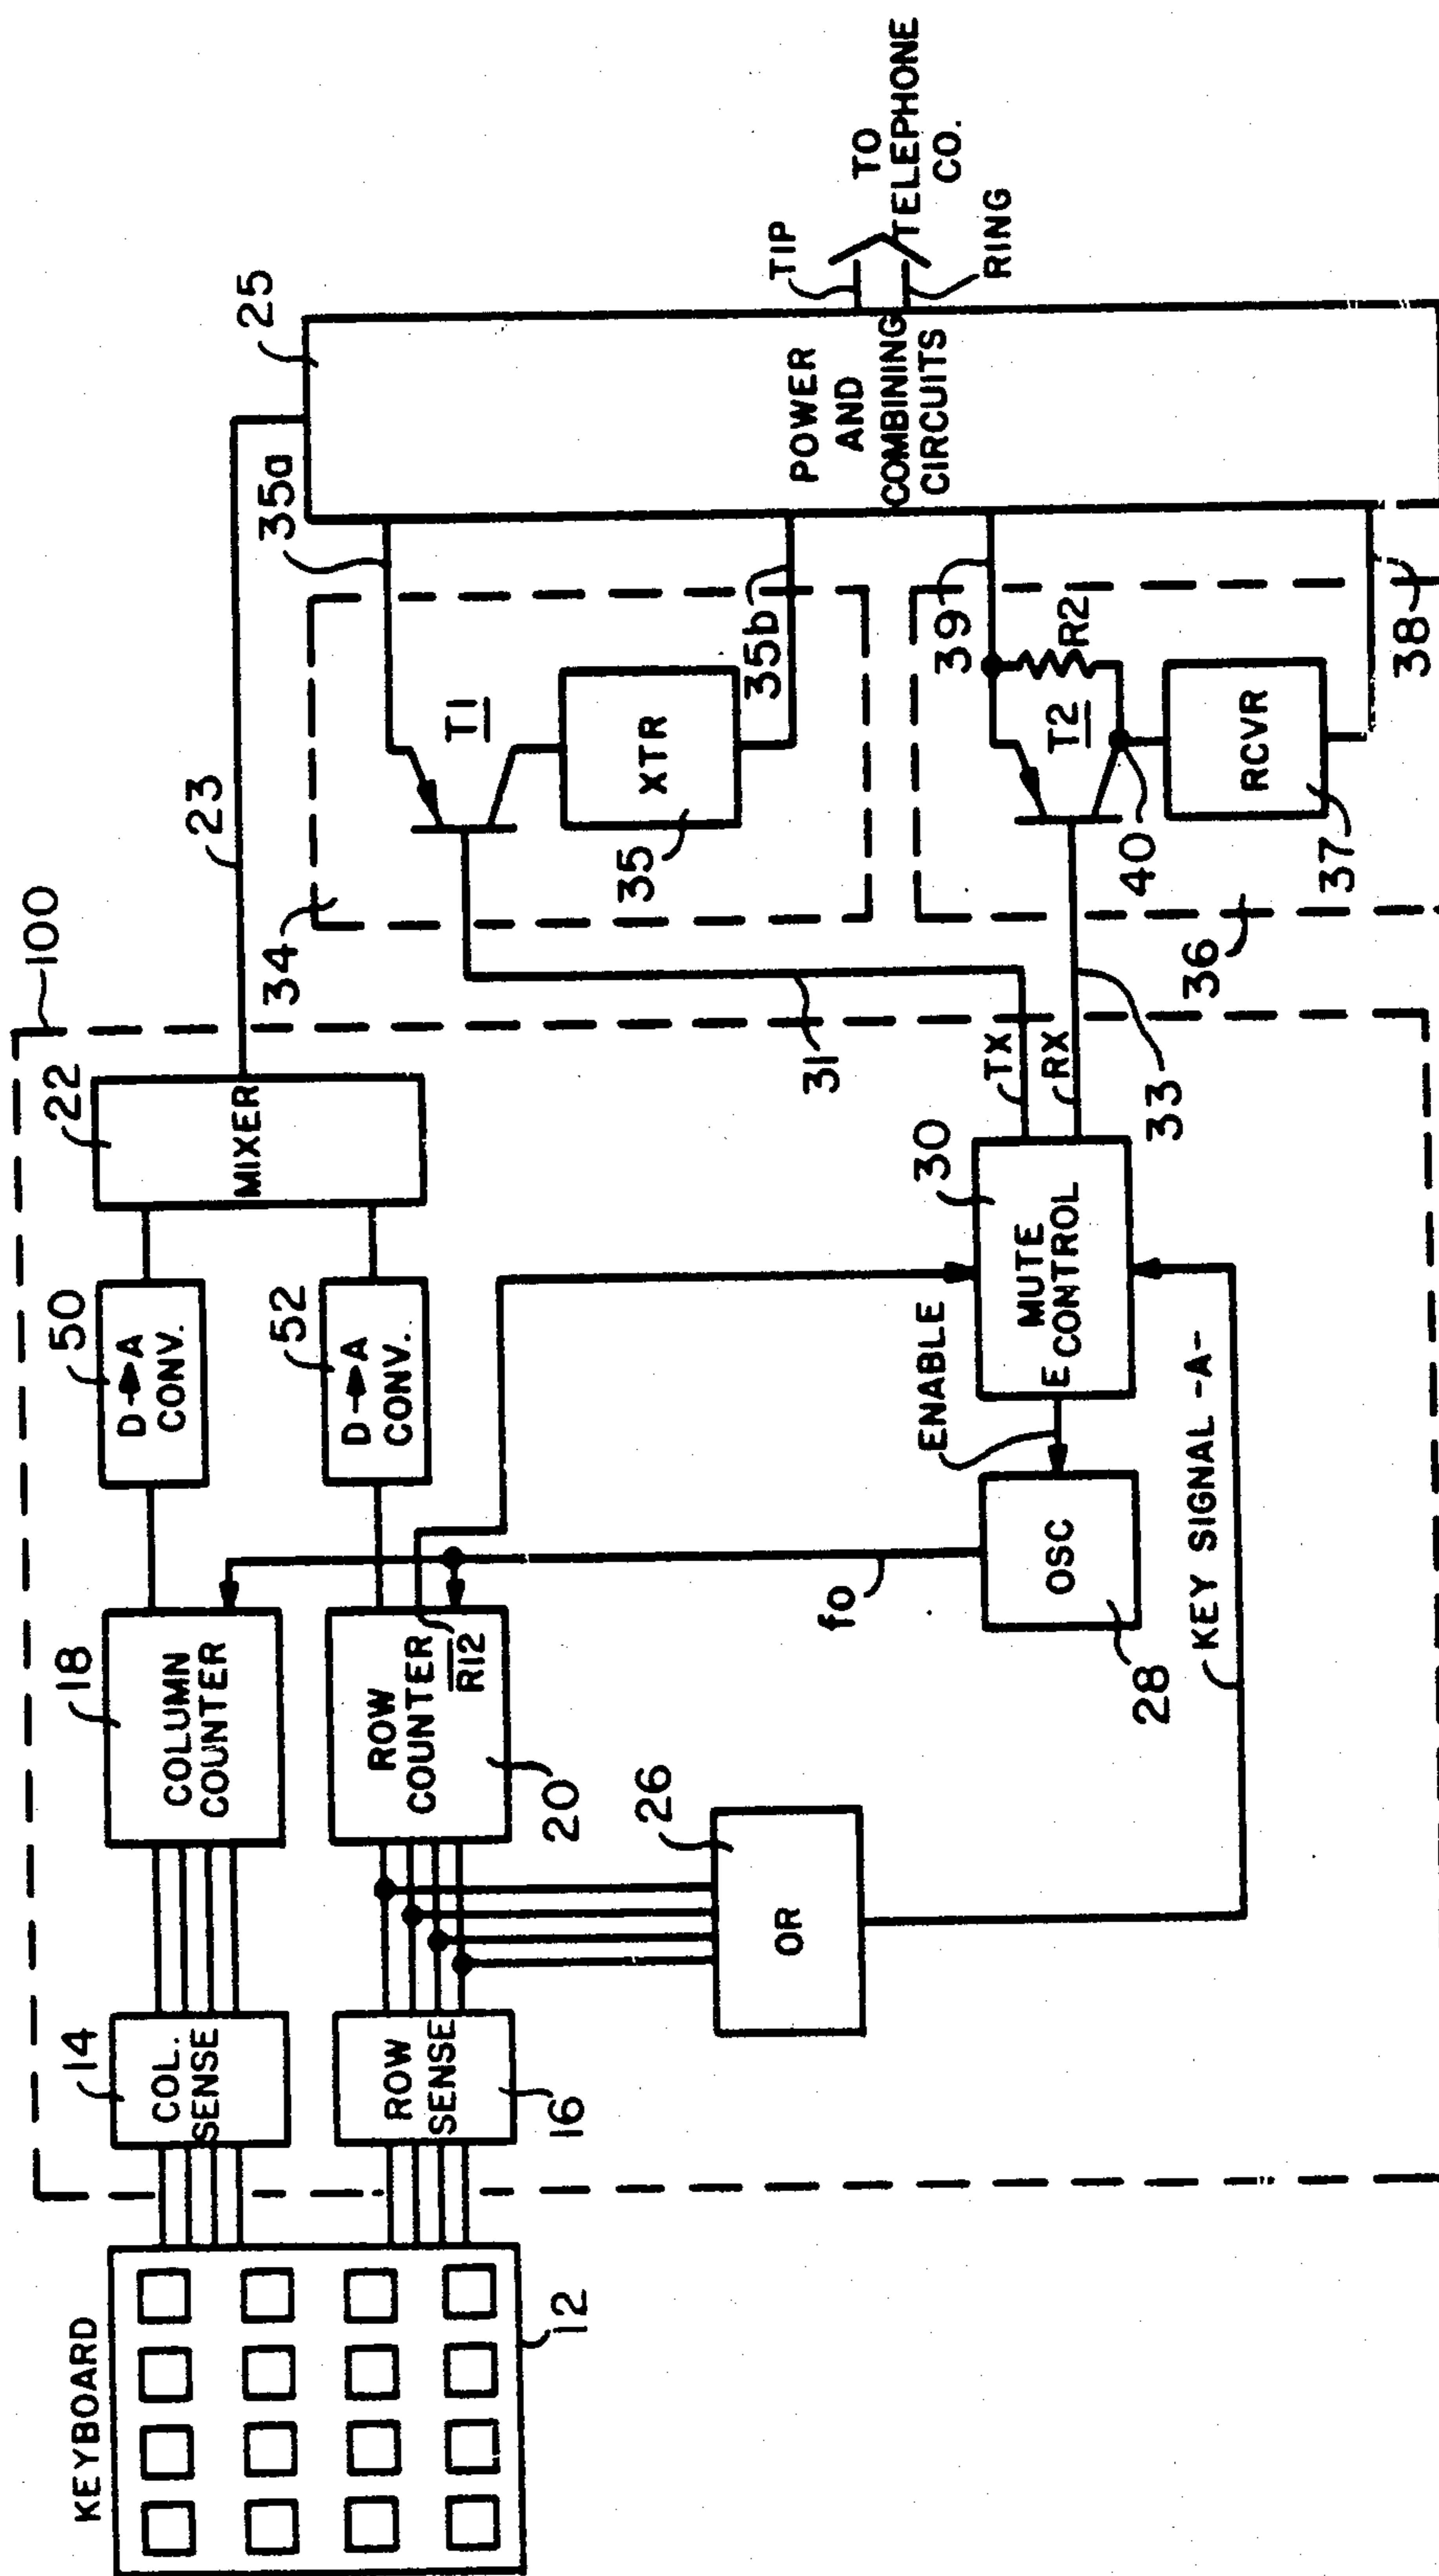 KEYBOARD
12
14
COL.
SENSE
ROW
SENSE
16
18
COLUMN
COUNTER
ROW
COUNTER
R12
20
26
OR
50
D→A
CONV.
52
D→A
CONV.
22
MIXER
100
23
fo
OSC
28
ENABLE
30
MUTE
E CONTROL
KEY SIGNAL -A-
TX
RX
31
33
34
T1
XTR
35
35a
35b
36
39
R2
T2
40
RCVR
37
38
25
POWER
AND
COMBINING
CIRCUITS
TIP
RING
TO
TELEPHONE
CO.